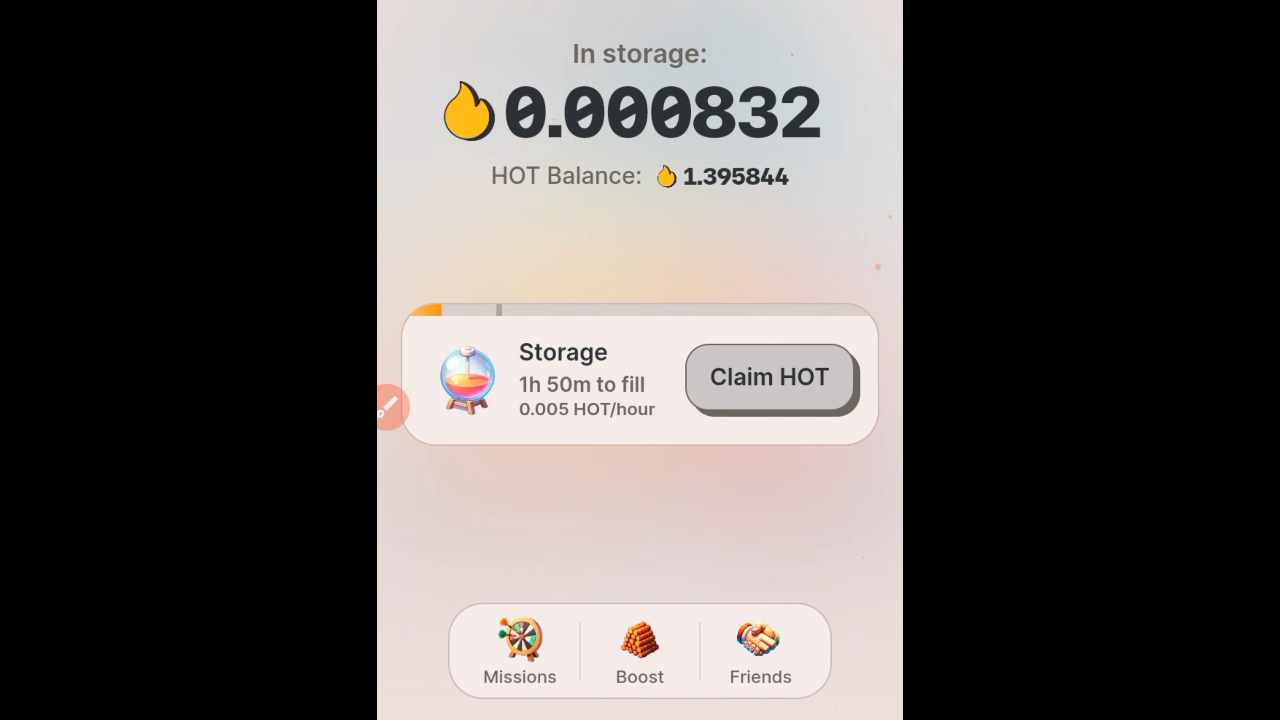 In storage:
0.000832
HOT Balance: 1.395844
Storage
1h 50m to fill
0.005 HOT/hour
Claim HOT
Missions
Boost
Friends